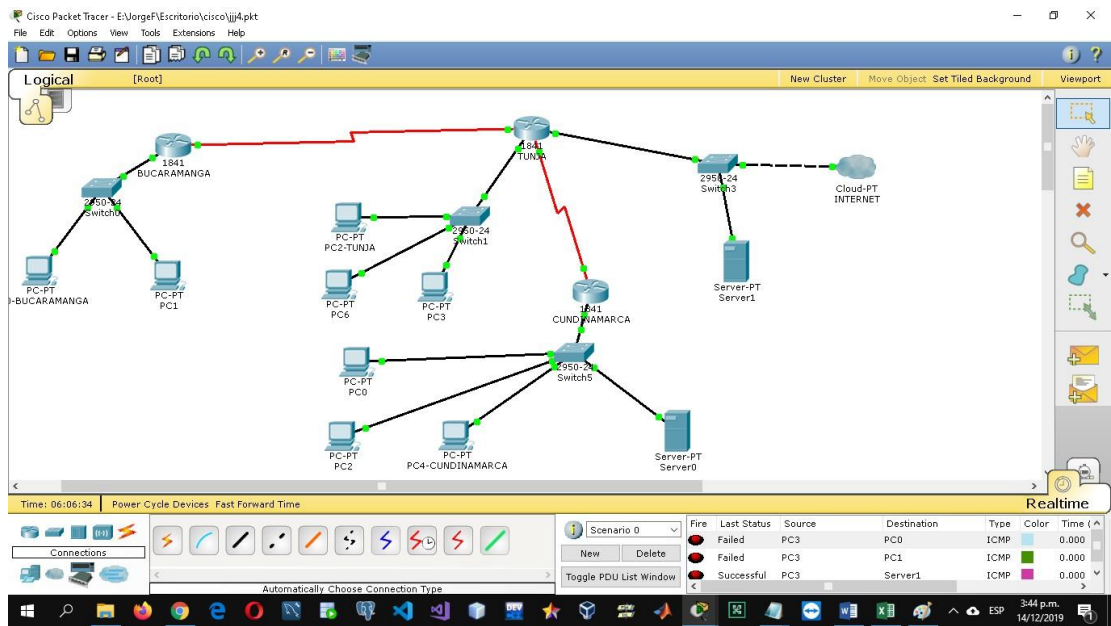 Cisco Packet Tracer - E:\JorgeF\Escritorio\cisco\jjj4.pkt
File Edit Options View Tools Extensions Help
Logical [Root] New Cluster Move Object Set Tiled Background Viewport
1841
BUCARAMANGA
1841
TUNJA
2950-24
Switch0
2950-24
Switch3
Cloud-PT
INTERNET
PC-PT
PC2-TUNJA
2950-24
Switch1
PC-PT
0-BUCARAMANGA
PC-PT
PC1
PC-PT
PC6
PC-PT
PC3
Server-PT
Server1
1841
CUNDINAMARCA
PC-PT
PC0
2950-24
Switch5
PC-PT
PC2
PC-PT
PC4-CUNDINAMARCA
Server-PT
Server0
Time: 06:06:34 Power Cycle Devices Fast Forward Time Realtime
Connections
Automatically Choose Connection Type
Scenario 0
New Delete
Toggle PDU List Window
Fire Last Status Source Destination Type Color Time (
Failed PC3 PC0 ICMP 0.000
Failed PC3 PC1 ICMP 0.000
Successful PC3 Server1 ICMP 0.000
ESP 3:44 p.m.
14/12/2019